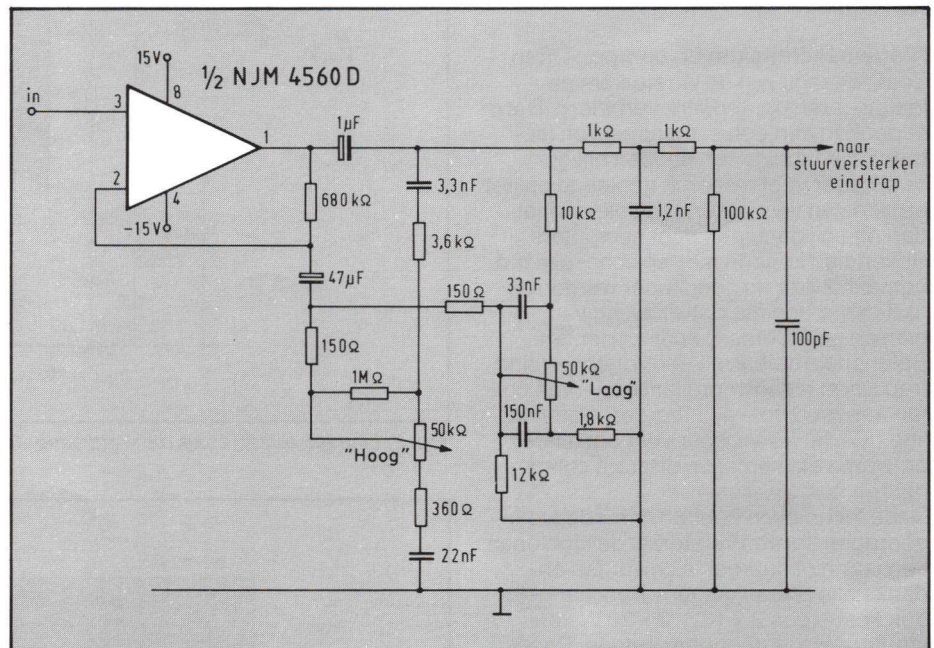 15V
8
½ NJM 4560D
in
3
1
2
4
-15V
1µF
1kΩ
1kΩ
naar
stuurversterker
eindtrap
680kΩ
3,3nF
10kΩ
1,2nF
100kΩ
3,6kΩ
47µF
150Ω
33nF
100pF
150Ω
1MΩ
50kΩ
"Laag"
150nF
1,8kΩ
50kΩ
"Hoog"
12kΩ
360Ω
22nF